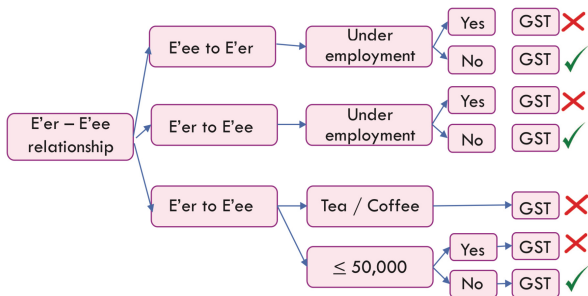 E'ee to E'er
Under
employment
Yes
GST
No
GST
E'er – E'ee
relationship
E'er to E'ee
Under
employment
Yes
GST
No
GST
E'er to E'ee
Tea / Coffee
GST
≤ 50,000
Yes
GST
No
GST